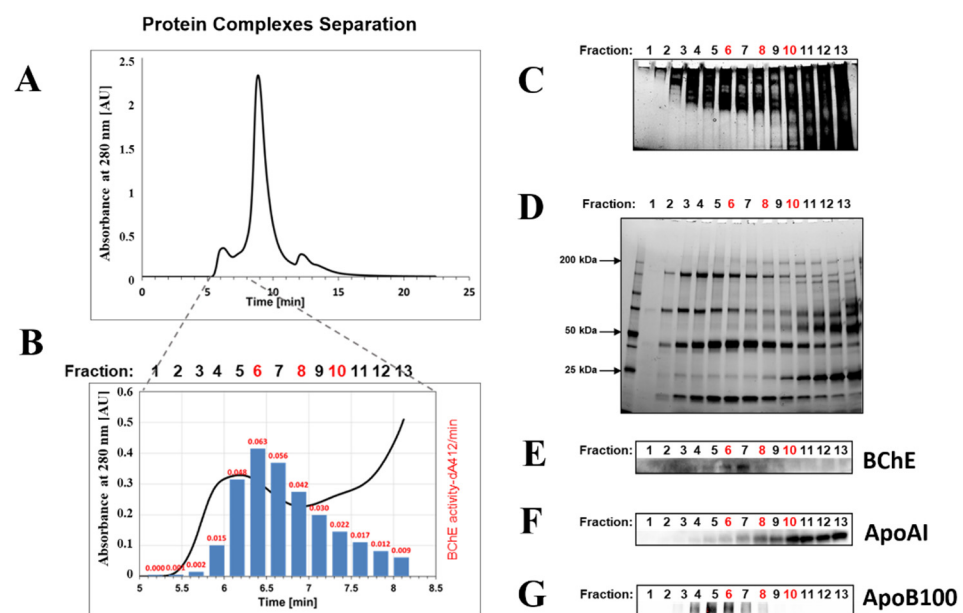 Protein Complexes Separation
A
Absorbance at 280 nm [AU]
2.5
2
1.5
1
0.5
0
0 5 10 15 20 25
Time [min]
B
Fraction: 1 2 3 4 5 6 7 8 9 10 11 12 13
Absorbance at 280 nm [AU]
0.6
0.5
0.4
0.3
0.2
0.1
0
0.000 0.001 0.002 0.015 0.048 0.063 0.056 0.042 0.030 0.022 0.017 0.012 0.009
BChE activity-dA412/min
5 5.5 6 6.5 7 7.5 8 8.5
Time [min]
C
Fraction: 1 2 3 4 5 6 7 8 9 10 11 12 13
D
Fraction: 1 2 3 4 5 6 7 8 9 10 11 12 13
200 kDa
50 kDa
25 kDa
E
Fraction: 1 2 3 4 5 6 7 8 9 10 11 12 13
BChE
F
Fraction: 1 2 3 4 5 6 7 8 9 10 11 12 13
ApoAI
G
Fraction: 1 2 3 4 5 6 7 8 9 10 11 12 13
ApoB100